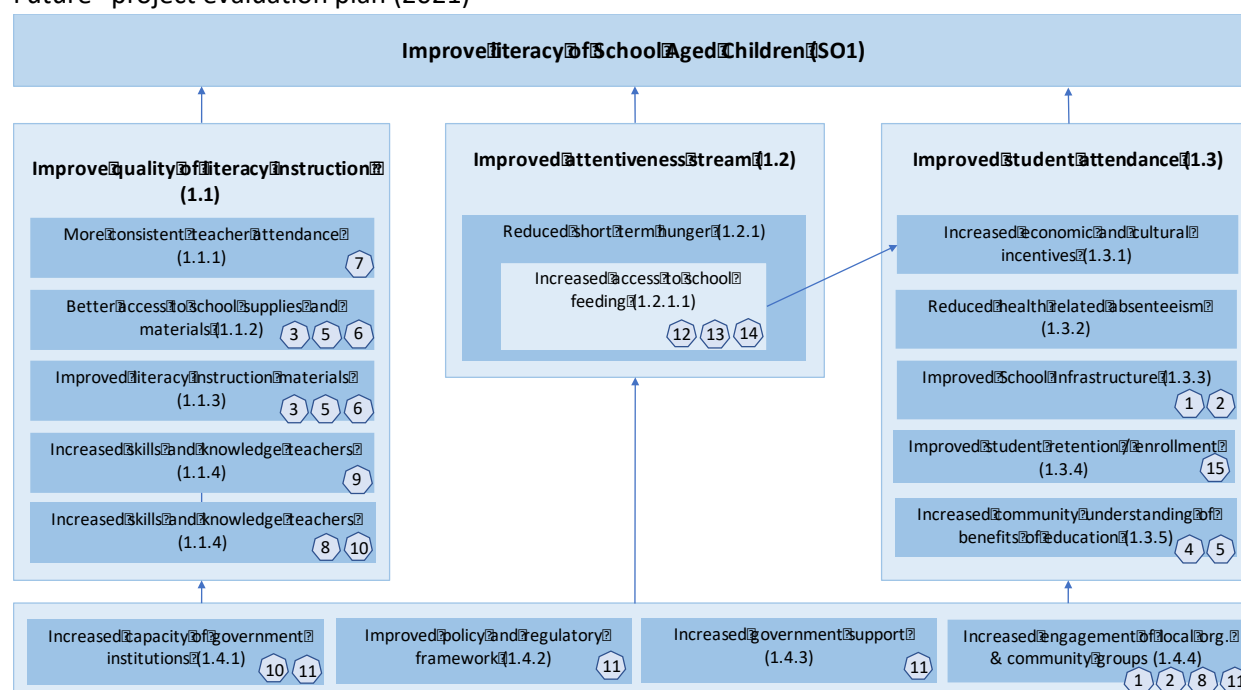 Future" project evaluation plan (2021)
Improve literacy of School Aged Children (SO1)
Improve quality of literacy instruction
(1.1)
More consistent teacher attendance
(1.1.1)
7
Better access to school supplies and
materials (1.1.2)
3 5 6
Improved literacy instruction materials
(1.1.3)
3 5 6
Increased skills and knowledge teachers
(1.1.4)
9
Increased skills and knowledge teachers
(1.1.4)
8 10
Improved attentiveness stream (1.2)
Reduced short term hunger (1.2.1)
Increased access to school
feeding (1.2.1.1)
12 13 14
Improved student attendance (1.3)
Increased economic and cultural
incentives (1.3.1)
Reduced health related absenteeism
(1.3.2)
Improved School Infrastructure (1.3.3)
1 2
Improved student retention / enrollment
(1.3.4)
15
Increased community understanding of
benefits of education (1.3.5)
4 5
Increased capacity of government
institutions (1.4.1)
10 11
Improved policy and regulatory
framework (1.4.2)
11
Increased government support
(1.4.3)
11
Increased engagement of local org.
& community groups (1.4.4)
1 2 8 11